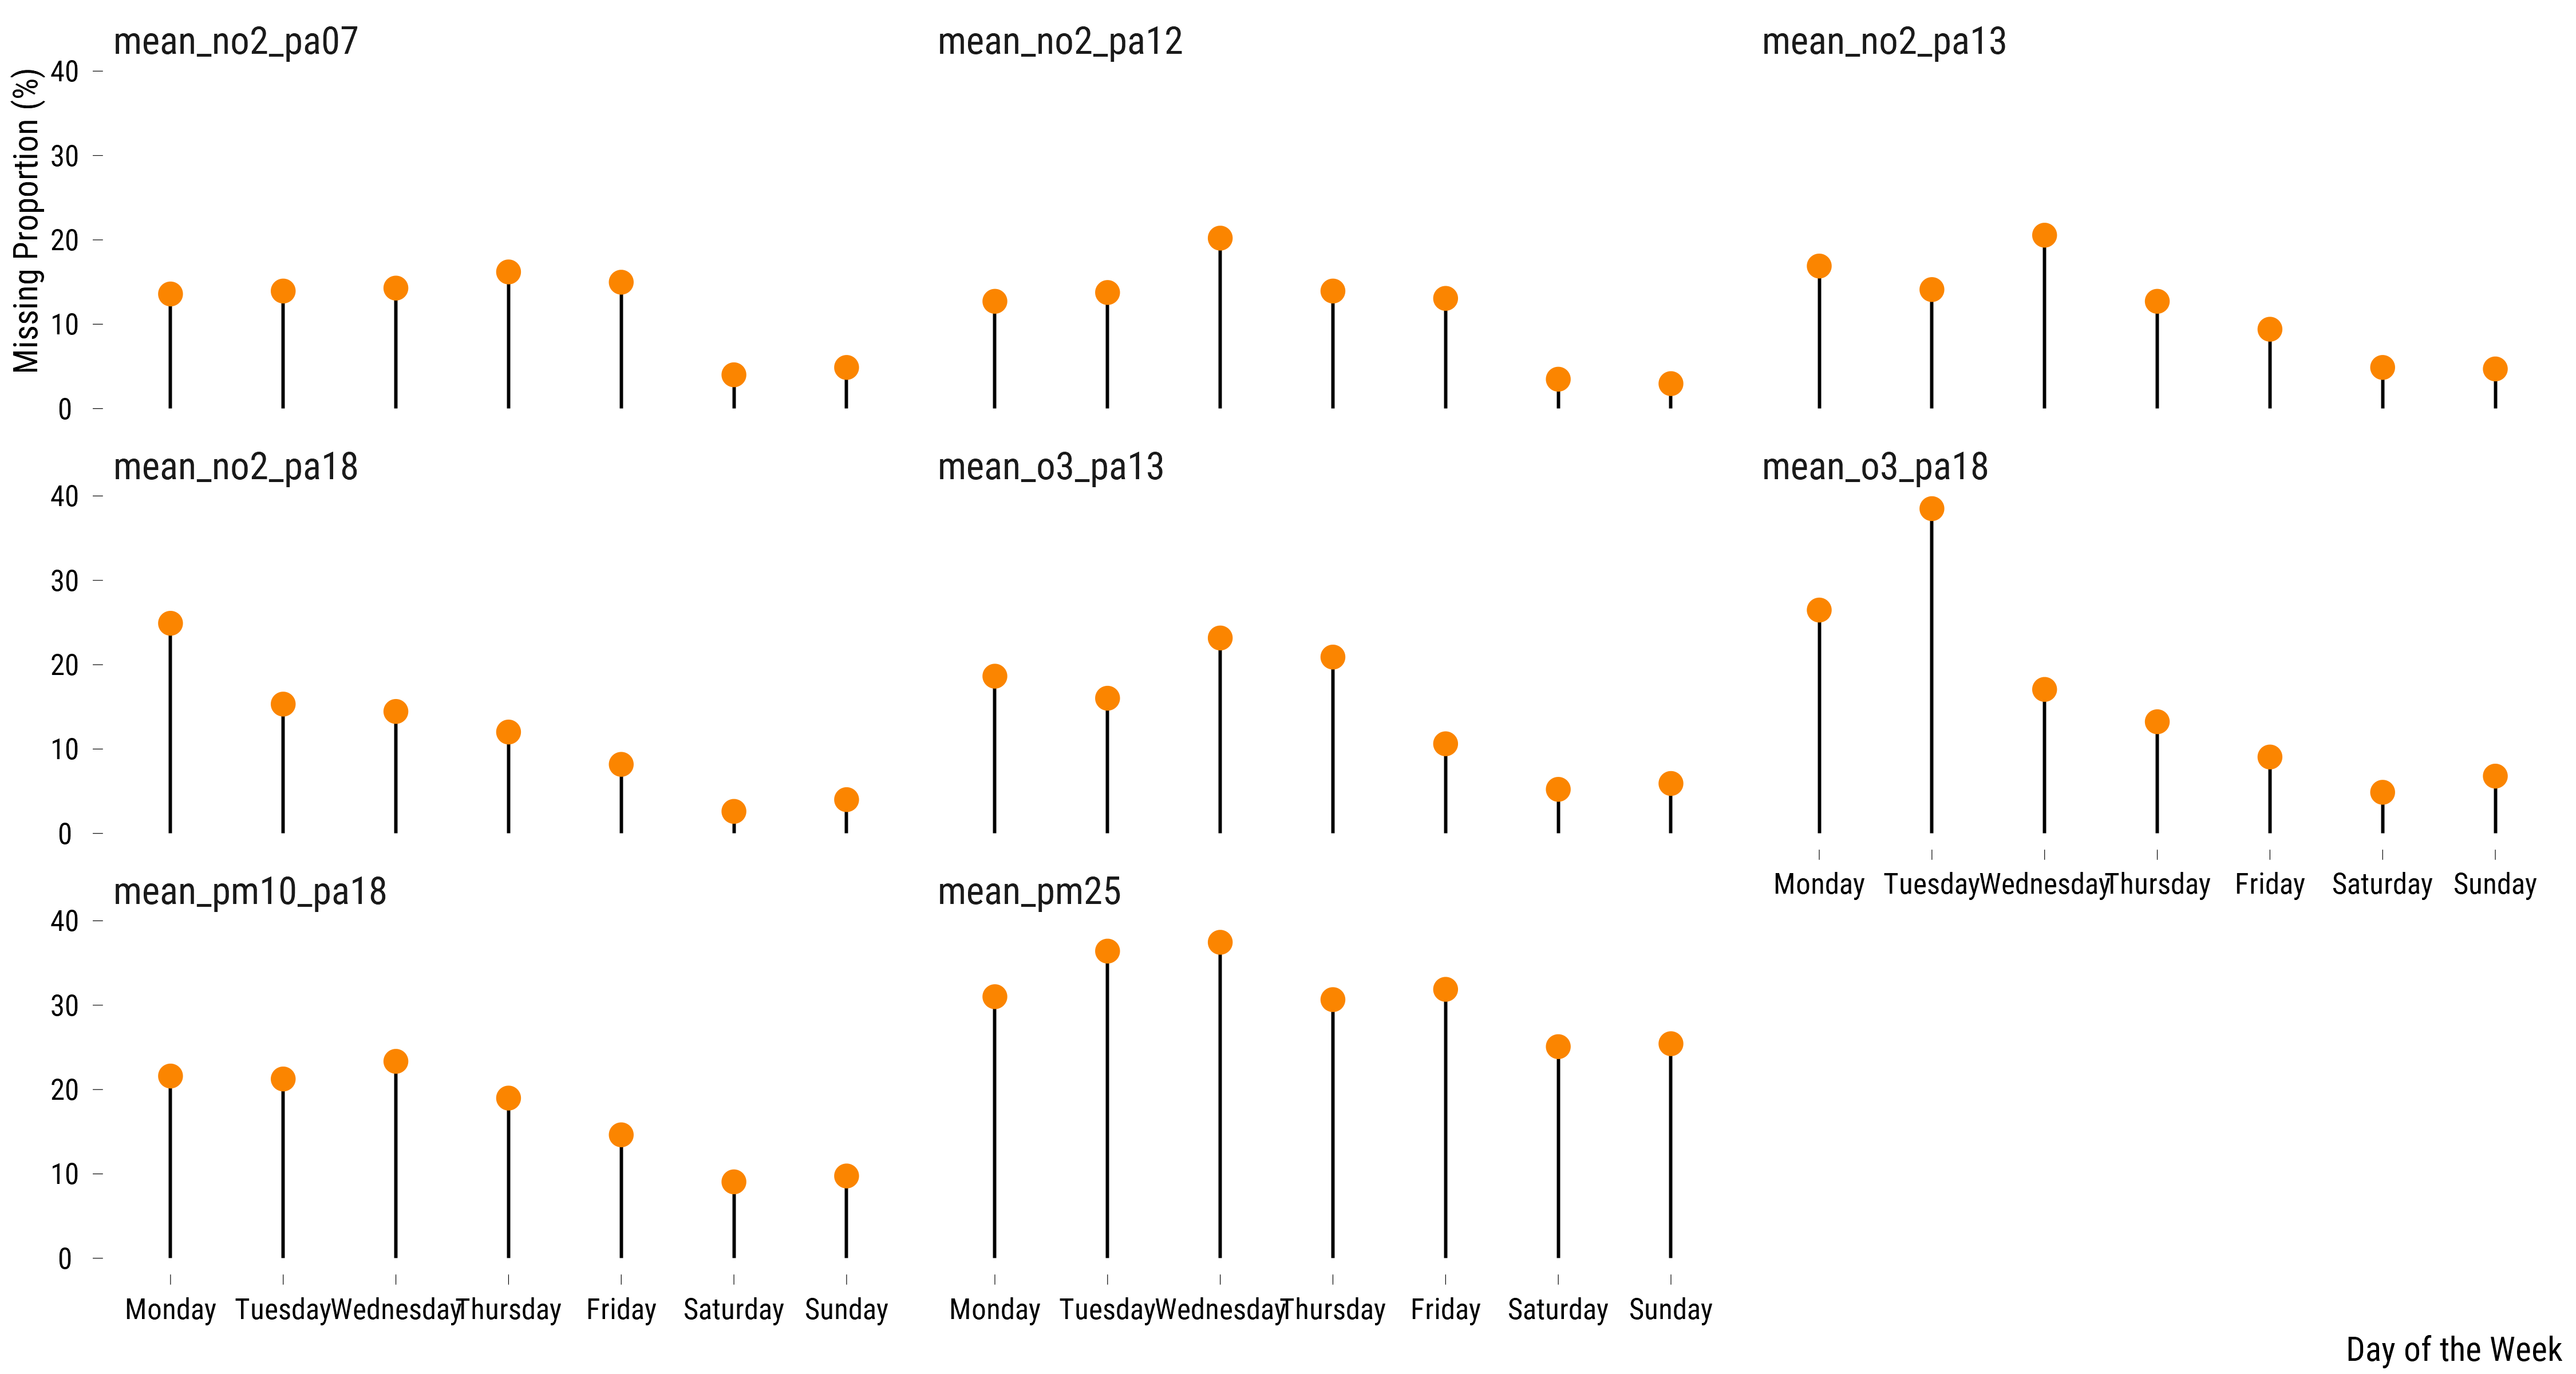 mean_no2_pa07
mean_no2_pa12
mean_no2_pa13
Missing Proportion (%)
40
30
20
10
0
mean_no2_pa18
mean_o3_pa13
mean_o3_pa18
40
30
20
10
0
Monday Tuesday Wednesday Thursday Friday Saturday Sunday
mean_pm10_pa18
mean_pm25
40
30
20
10
0
Monday Tuesday Wednesday Thursday Friday Saturday Sunday
Monday Tuesday Wednesday Thursday Friday Saturday Sunday
Day of the Week